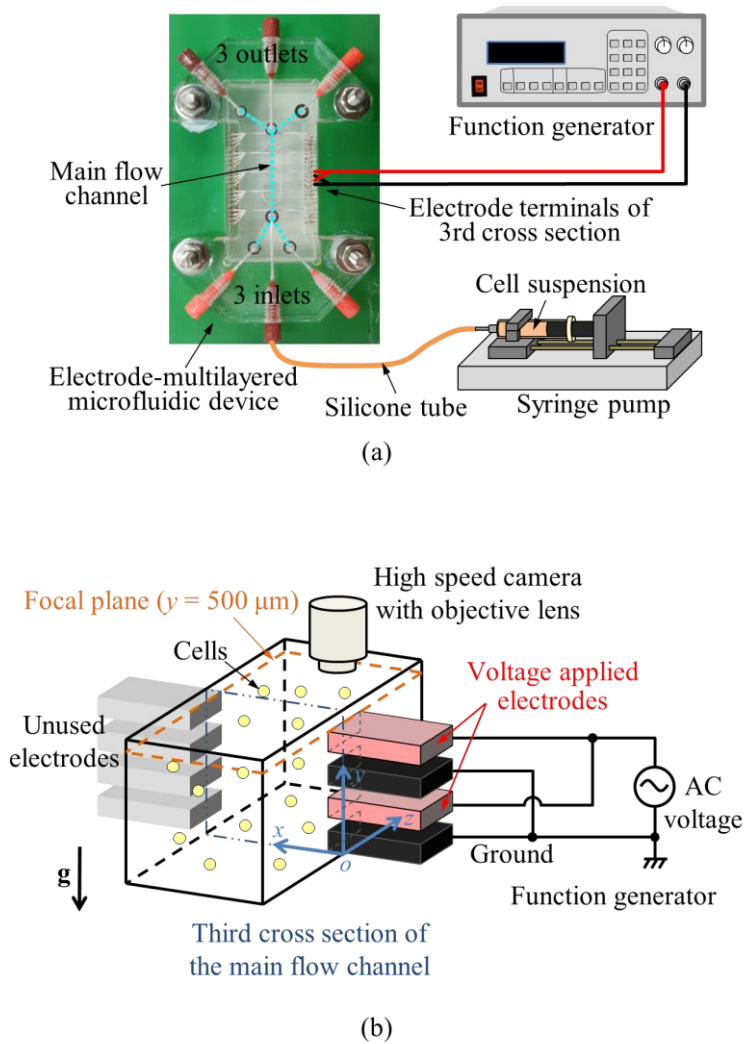 3 outlets
Function generator
Main flow
channel
Electrode terminals of
3rd cross section
Cell suspension
3 inlets
Electrode-multilayered
microfluidic device
Silicone tube
Syringe pump
(a)
High speed camera
with objective lens
Focal plane (y = 500 μm)
Cells
Voltage applied
electrodes
Unused
electrodes
y
z
x
o
AC
voltage
Ground
g
Function generator
Third cross section of
the main flow channel
(b)